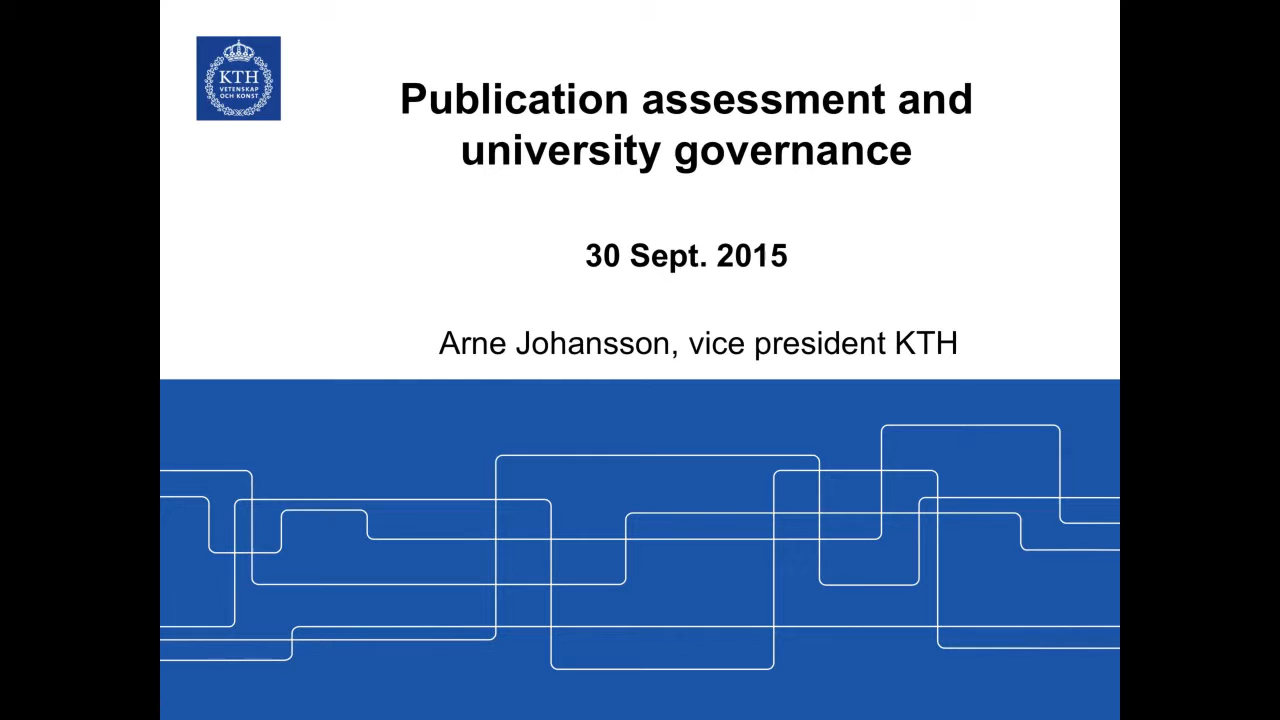 KTH
VETENSKAP
OCH KONST
Publication assessment and
university governance
30 Sept. 2015
Arne Johansson, vice president KTH